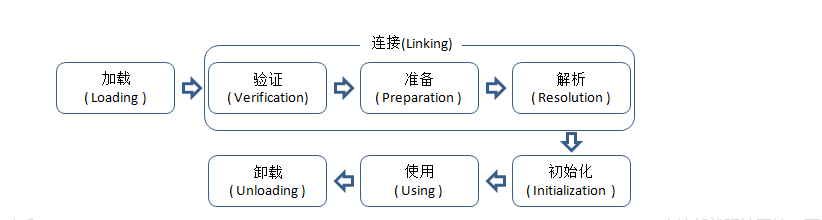 连接(Linking)
加载
( Loading )
验证
( Verification)
准备
( Preparation )
解析
( Resolution )
初始化
( Initialization )
使用
( Using )
卸载
( Unloading )